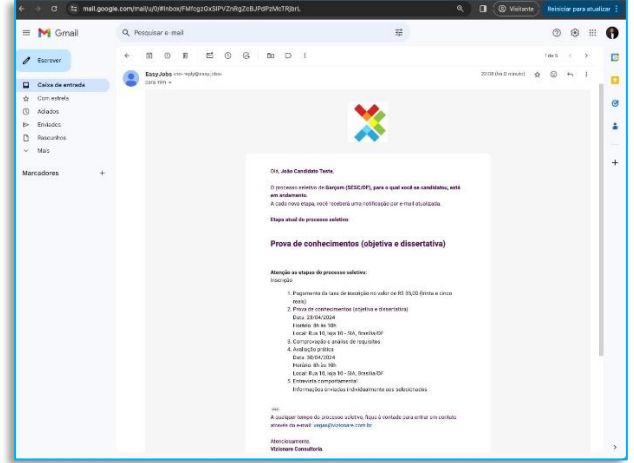 mail.google.com/mail/u/0/#inbox/FMfcgzGxSlPVZnRgZcBJPdPzMcTRjbrL
Visitante
Reiniciar para atualizar
Gmail
Pesquisar e-mail
Escrever
1 de 5
Caixa de entrada
Com estrela
Adiados
Enviados
Rascunhos
Mais
Marcadores
EasyJobs
para mim
20:08 (há 0 minuto)
Olá, João Candidato Teste,
O processo seletivo de Garçom (SESC/DF), para o qual você se candidatou, está
em andamento.
A cada nova etapa, você receberá uma notificação por e-mail atualizada.
Etapa atual do processo seletivo
Prova de conhecimentos (objetiva e dissertativa)
Atenção as etapas do processo seletivo:
Inscrição
1. Pagamento da taxa de inscrição no valor de R$ 35,00 (trinta e cinco
reais)
2. Prova de conhecimentos (objetiva e dissertativa)
Data: 29/04/2024
Horário: 8h às 16h
Local: Rua 10, loja 10 - SIA, Brasília/DF
3. Comprovação e análise de requisitos
4. Avaliação prática
Data: 30/04/2024
Horário: 8h às 16h
Local: Rua 10, loja 10 - SIA, Brasília/DF
5. Entrevista comportamental
Informações enviadas individualmente aos selecionados
A qualquer tempo do processo seletivo, fique à vontade para entrar em contato
através do e-mail: vagas@vizionare.com.br
Atenciosamente,
Vizionare Consultoria.